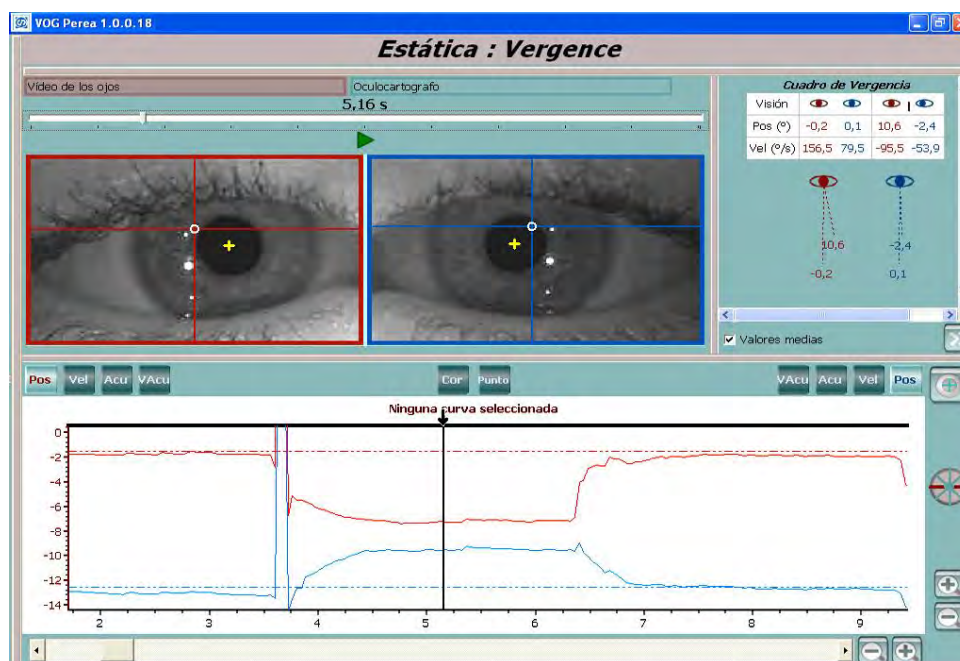 VOG Perea 1.0.0.18
Estática : Vergence
Vídeo de los ojos
Oculocartografo
5,16 s
Cuadro de Vergencia
Visión
Pos (º) -0,2 0,1 10,6 -2,4
Vel (º/s) 156,5 79,5 -95,5 -53,9
10,6 -2,4
-0,2 0,1
Valores medias
Pos Vel Acu VAcu Cor Punto VAcu Acu Vel Pos
Ninguna curva seleccionada
0
-2
-4
-6
-8
-10
-12
-14
2 3 4 5 6 7 8 9